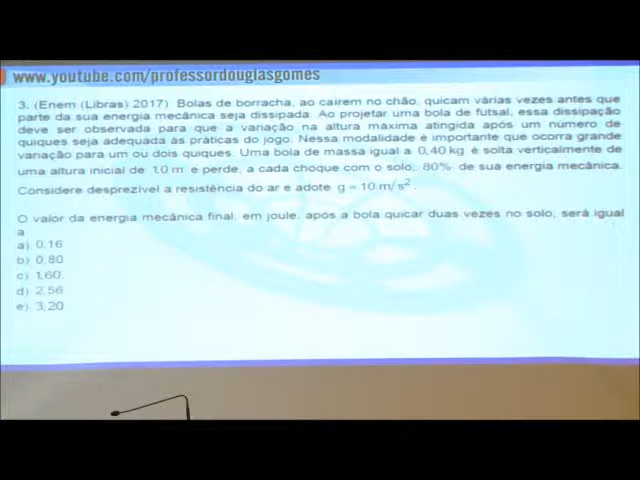 www.youtube.com/professordouglasgomes
3. (Enem (Libras) 2017) Bolas de borracha, ao caírem no chão, quicam várias vezes antes que
parte da sua energia mecânica seja dissipada. Ao projetar uma bola de futsal, essa dissipação
deve ser observada para que a variação na altura máxima atingida após um número de
quiques seja adequada às práticas do jogo. Nessa modalidade é importante que ocorra grande
variação para um ou dois quiques. Uma bola de massa igual a 0,40 kg é solta verticalmente de
uma altura inicial de 1,0 m e perde, a cada choque com o solo, 80% de sua energia mecânica.
Considere desprezível a resistência do ar e adote g = 10 m/s².
O valor da energia mecânica final, em joule, após a bola quicar duas vezes no solo, será igual
a
a) 0,16
b) 0,80
c) 1,60.
d) 2,56
e) 3,20